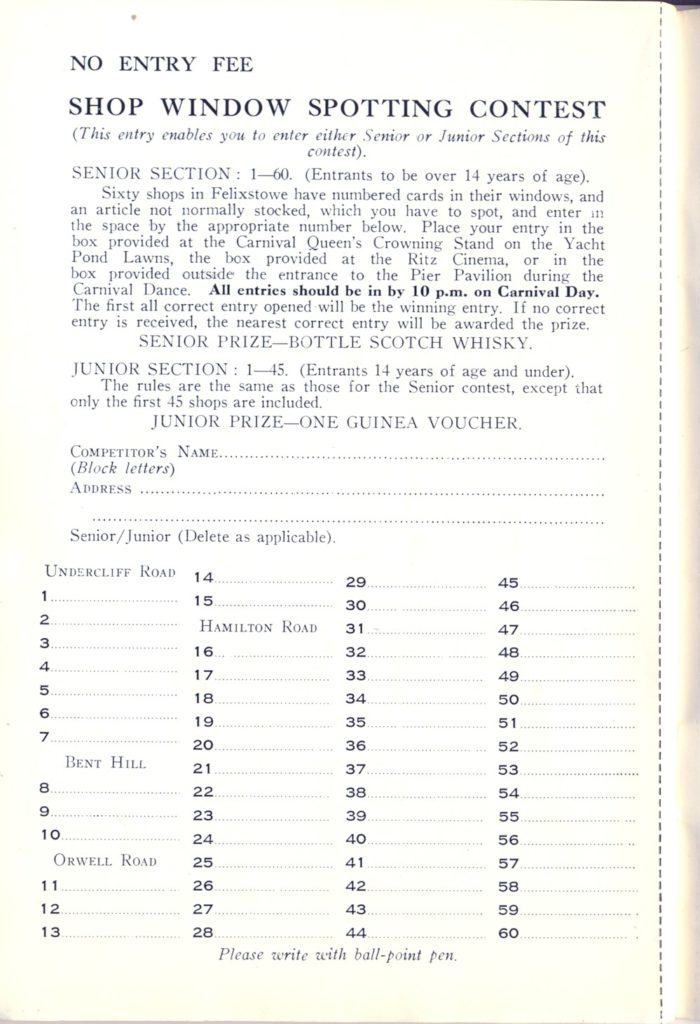 NO ENTRY FEE
SHOP WINDOW SPOTTING CONTEST
(This entry enables you to enter either Senior or Junior Sections of this
contest).
SENIOR SECTION : 1—60. (Entrants to be over 14 years of age).
Sixty shops in Felixstowe have numbered cards in their windows, and
an article not normally stocked, which you have to spot, and enter in
the space by the appropriate number below. Place your entry in the
box provided at the Carnival Queen's Crowning Stand on the Yacht
Pond Lawns, the box provided at the Ritz Cinema, or in the
box provided outside the entrance to the Pier Pavilion during the
Carnival Dance. All entries should be in by 10 p.m. on Carnival Day.
The first all correct entry opened will be the winning entry. If no correct
entry is received, the nearest correct entry will be awarded the prize.
SENIOR PRIZE—BOTTLE SCOTCH WHISKY.
JUNIOR SECTION : 1—45. (Entrants 14 years of age and under).
The rules are the same as those for the Senior contest, except that
only the first 45 shops are included.
JUNIOR PRIZE—ONE GUINEA VOUCHER.
COMPETITOR'S NAME
(Block letters)
ADDRESS
Senior/Junior (Delete as applicable).
UNDERCLIFF ROAD
1
2
3
4
5
6
7
BENT HILL
8
9
10
ORWELL ROAD
11
12
13
14
15
HAMILTON ROAD
16
17
18
19
20
21
22
23
24
25
26
27
28
29
30
31
32
33
34
35
36
37
38
39
40
41
42
43
44
45
46
47
48
49
50
51
52
53
54
55
56
57
58
59
60
Please write with ball-point pen.